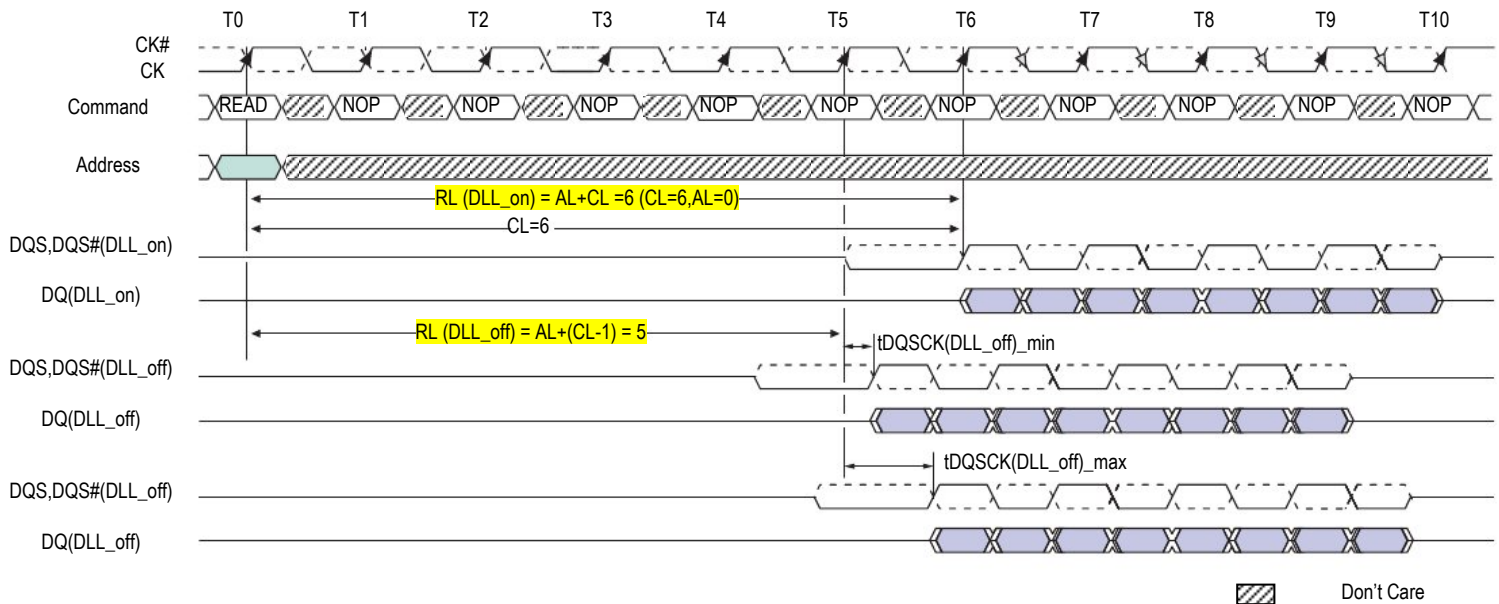 T0 T1 T2 T3 T4 T5 T6 T7 T8 T9 T10
CK#
CK
Command READ NOP NOP NOP NOP NOP NOP NOP NOP NOP NOP
Address
RL (DLL_on) = AL+CL =6 (CL=6,AL=0)
CL=6
DQS,DQS#(DLL_on)
DQ(DLL_on)
RL (DLL_off) = AL+(CL-1) = 5
tDQSCK(DLL_off)_min
DQS,DQS#(DLL_off)
DQ(DLL_off)
tDQSCK(DLL_off)_max
DQS,DQS#(DLL_off)
DQ(DLL_off)
Don't Care